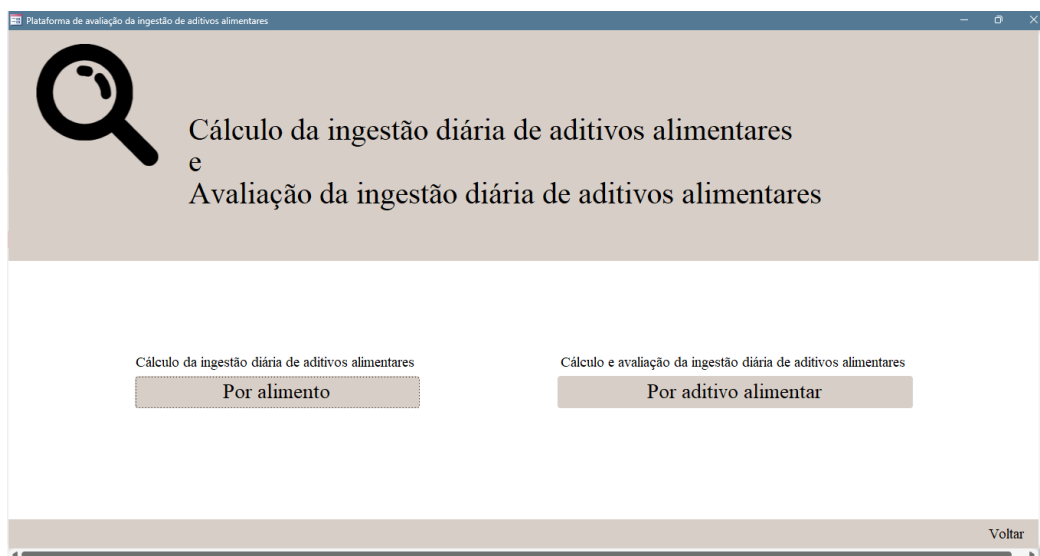 Plataforma de avaliação da ingestão de aditivos alimentares
Cálculo da ingestão diária de aditivos alimentares
e
Avaliação da ingestão diária de aditivos alimentares
Cálculo da ingestão diária de aditivos alimentares
Por alimento
Cálculo e avaliação da ingestão diária de aditivos alimentares
Por aditivo alimentar
Voltar